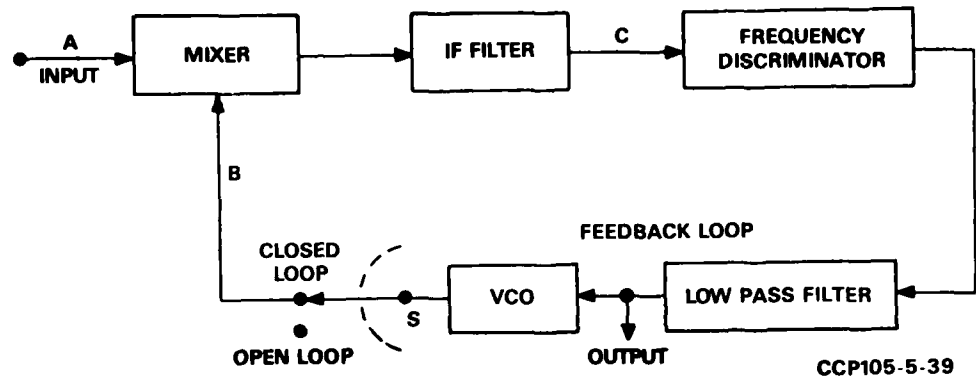 A
INPUT
MIXER
IF FILTER
C
FREQUENCY
DISCRIMINATOR
B
CLOSED
LOOP
OPEN LOOP
S
VCO
FEEDBACK LOOP
OUTPUT
LOW PASS FILTER
CCP105-5-39